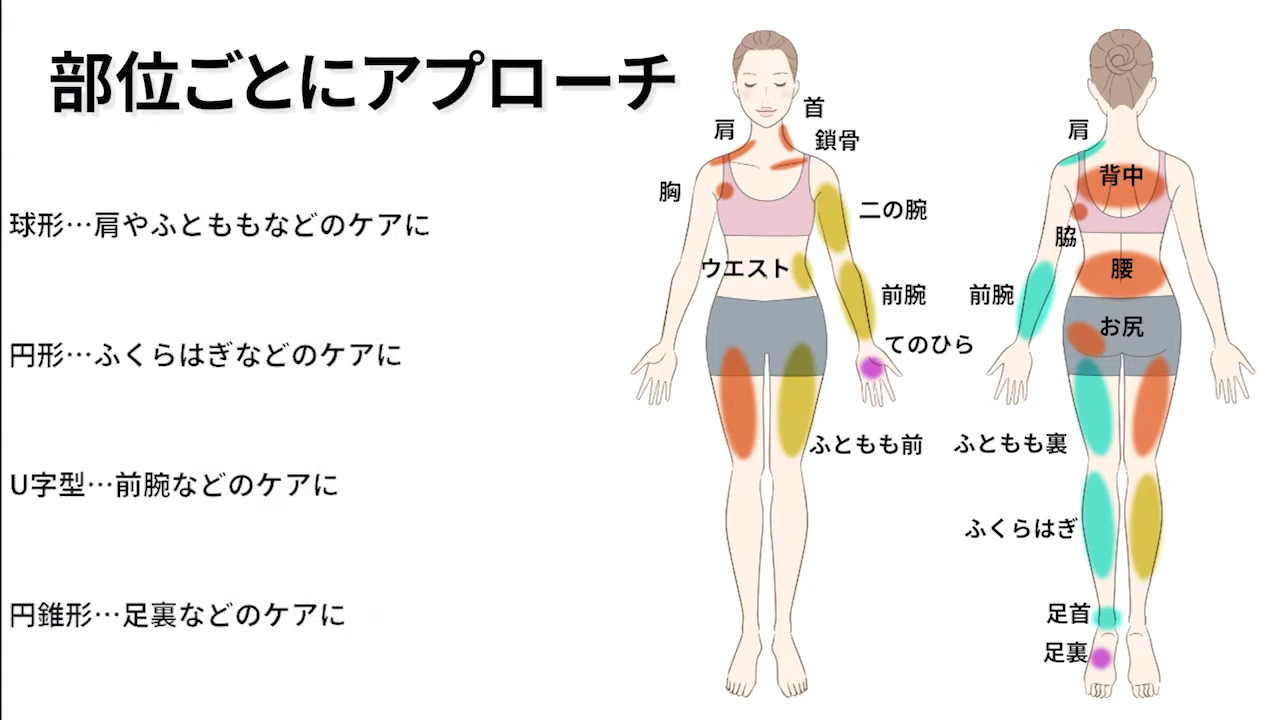 部位ごとにアプローチ
球形…肩やふとももなどのケアに
円形…ふくらはぎなどのケアに
U字型…前腕などのケアに
円錐形…足裏などのケアに
首
肩
鎖骨
胸
二の腕
ウエスト
前腕
てのひら
ふともも前
肩
背中
脇
腰
前腕
お尻
ふともも裏
ふくらはぎ
足首
足裏